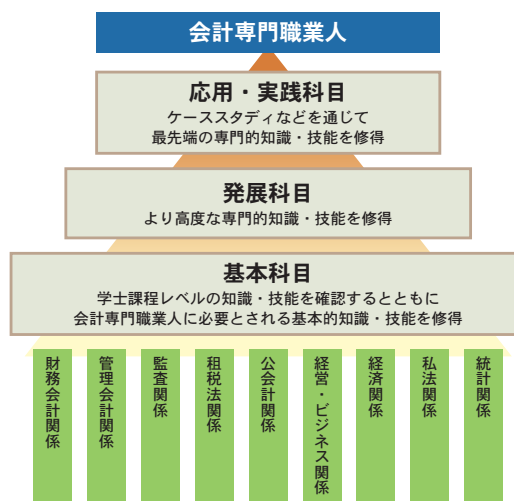 会計専門職業人
応用・実践科目
ケーススタディなどを通じて
最先端の専門的知識・技能を修得
発展科目
より高度な専門的知識・技能を修得
基本科目
学士課程レベルの知識・技能を確認するとともに
会計専門職業人に必要とされる基本的知識・技能を修得
財務会計関係
管理会計関係
監査関係
租税法関係
公会計関係
経営・ビジネス関係
経済関係
私法関係
統計関係